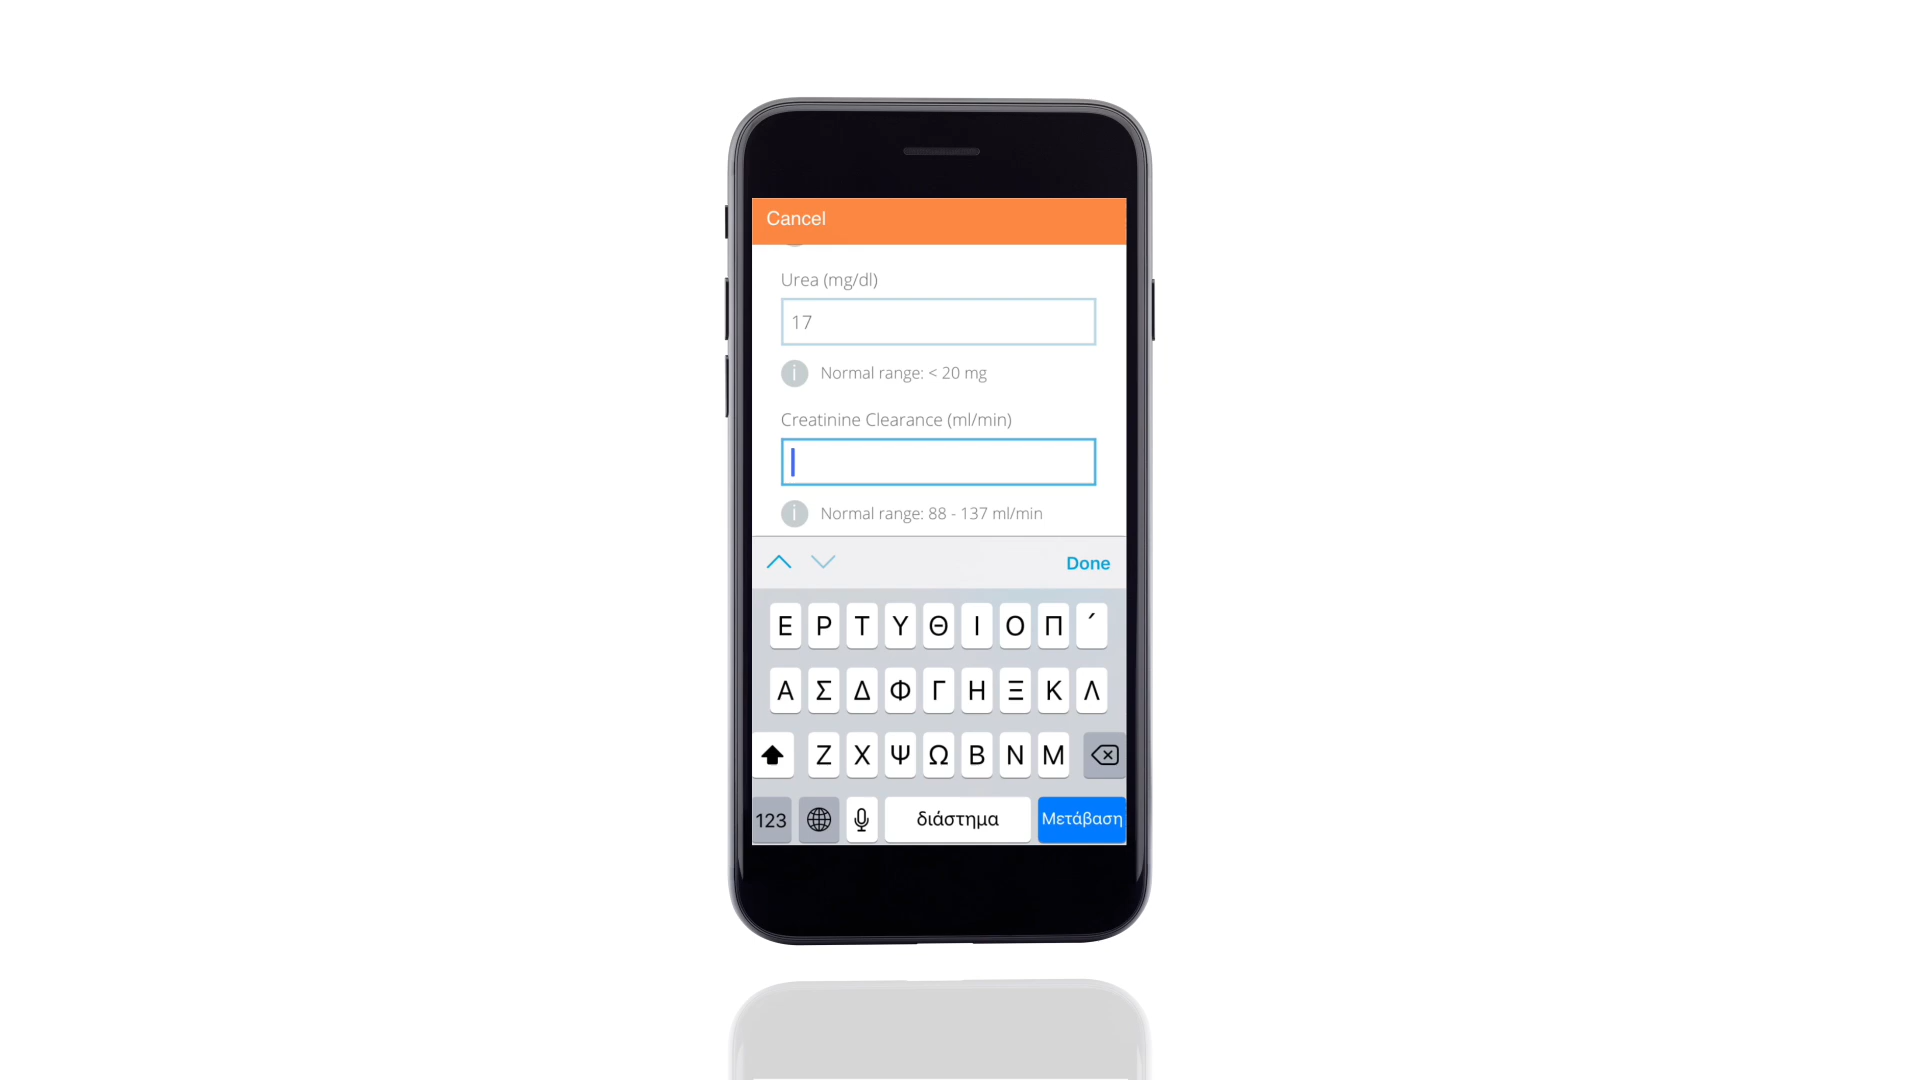 Cancel
Urea (mg/dl)
17
i Normal range: < 20 mg
Creatinine Clearance (ml/min)
i Normal range: 88 - 137 ml/min
Done
Ε Ρ Τ Υ Θ Ι Ο Π ΄
Α Σ Δ Φ Γ Η Ξ Κ Λ
Ζ Χ Ψ Ω Β Ν Μ
123 διάστημα Μετάβαση